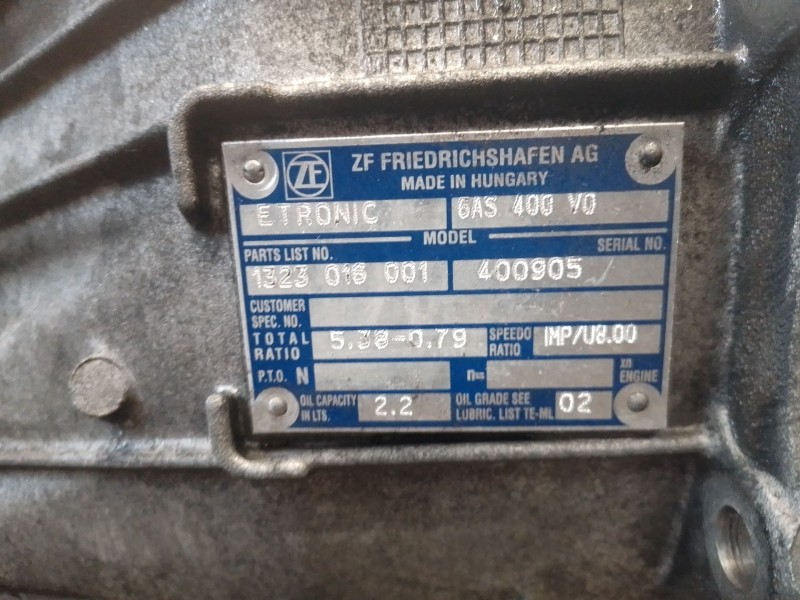 ZF ZF FRIEDRICHSHAFEN AG
MADE IN HUNGARY
ETRONIC 6AS 400 VO
MODEL
PARTS LIST NO. SERIAL NO.
1323 016 001 400905
CUSTOMER
SPEC. NO.
TOTAL RATIO 5.38-0.79 SPEEDO RATIO IMP/U8.00
P.T.O. N n= xn ENGINE
OIL CAPACITY IN LTS. 2.2 OIL GRADE SEE LUBRIC. LIST TE-ML 02